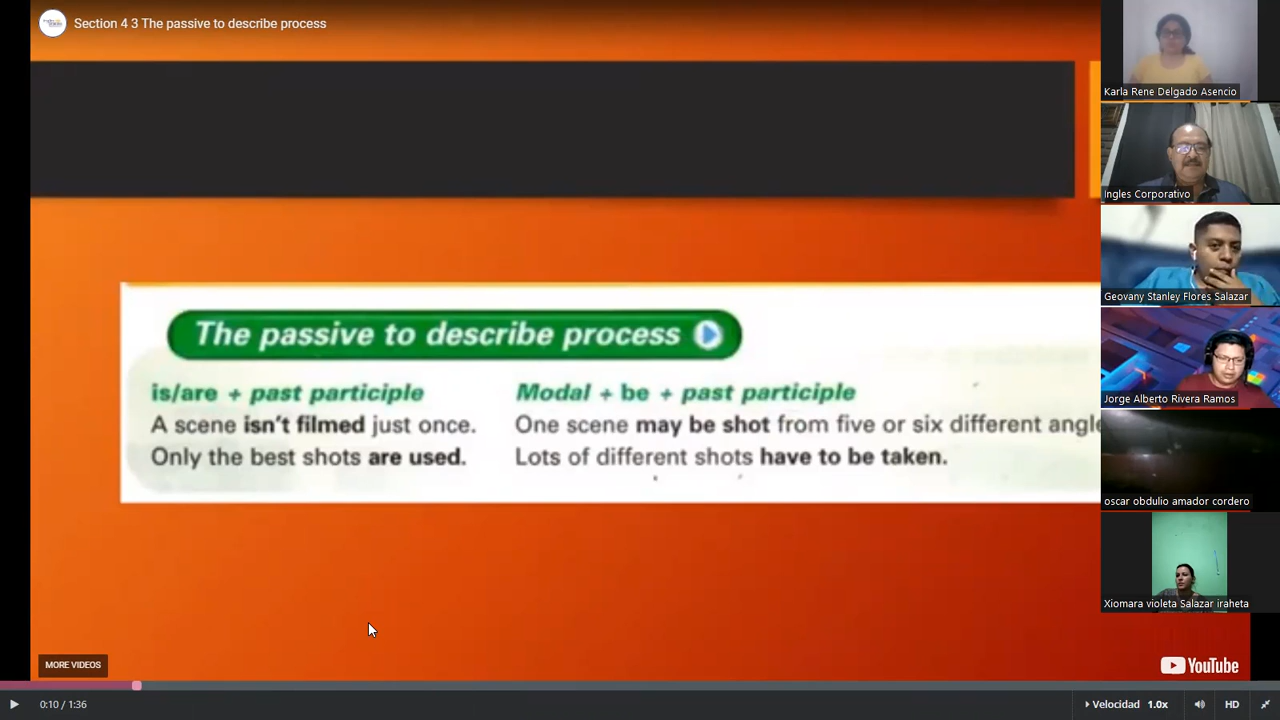 Section 4 3 The passive to describe process
The passive to describe process
is/are + past participle
A scene isn't filmed just once.
Only the best shots are used.
Modal + be + past participle
One scene may be shot from five or six different angle
Lots of different shots have to be taken.
MORE VIDEOS
YouTube
0:10 / 1:36
Velocidad 1.0x
HD
Karla Rene Delgado Asencio
Ingles Corporativo
Geovany Stanley Flores Salazar
Jorge Alberto Rivera Ramos
oscar obdulio amador cordero
Xiomara violeta Salazar iraheta